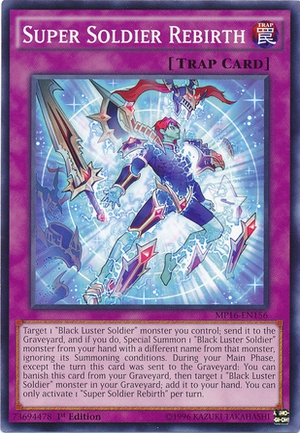 SUPER SOLDIER REBIRTH
TRAP
罠
[TRAP CARD]
MP16-EN156
Target 1 "Black Luster Soldier" monster you control; send it to
the Graveyard, and if you do, Special Summon 1 "Black Luster Soldier"
monster from your hand with a different name from that monster,
ignoring its Summoning conditions. During your Main Phase,
except the turn this card was sent to the Graveyard: You can
banish this card from your Graveyard, then target 1 "Black Luster
Soldier" monster in your Graveyard; add it to your hand. You can
only activate 1 "Super Soldier Rebirth" per turn.
73694478
1st Edition
©1996 KAZUKI TAKAHASHI